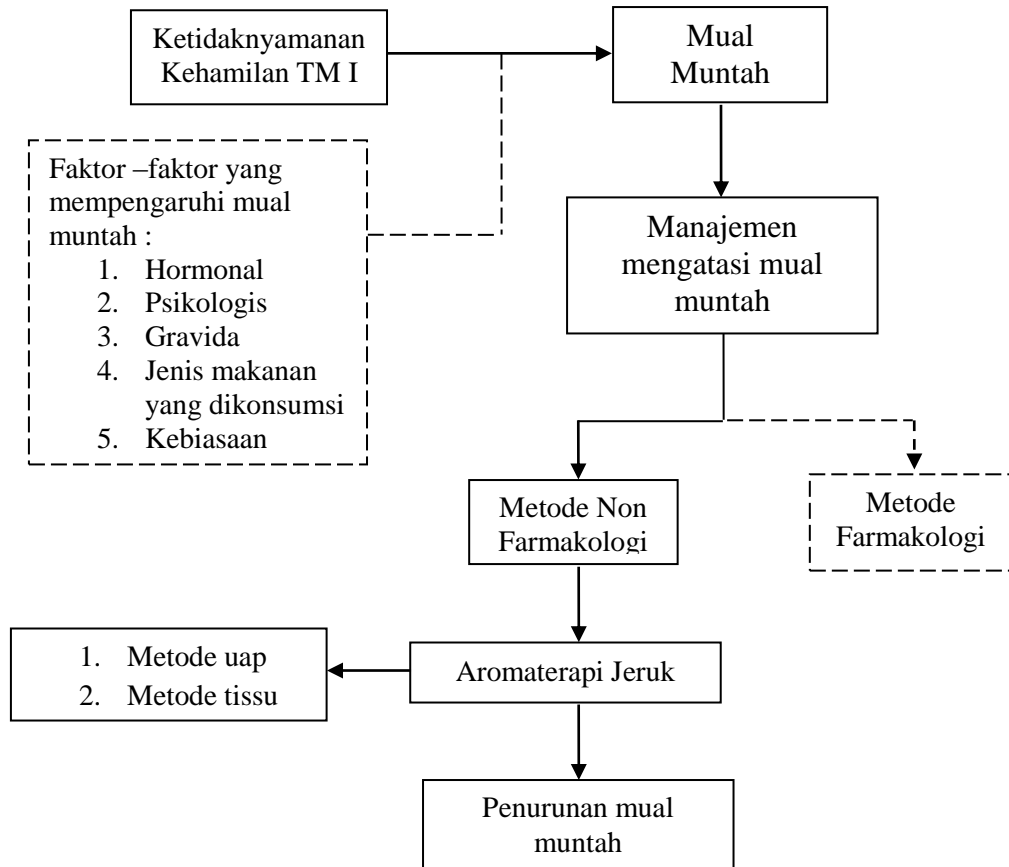 Ketidaknyamanan
Kehamilan TM I
Mual
Muntah
Faktor –faktor yang
mempengaruhi mual
muntah :
1. Hormonal
2. Psikologis
3. Gravida
4. Jenis makanan
yang dikonsumsi
5. Kebiasaan
Manajemen
mengatasi mual
muntah
Metode Non
Farmakologi
Metode
Farmakologi
1. Metode uap
2. Metode tissu
Aromaterapi Jeruk
Penurunan mual
muntah